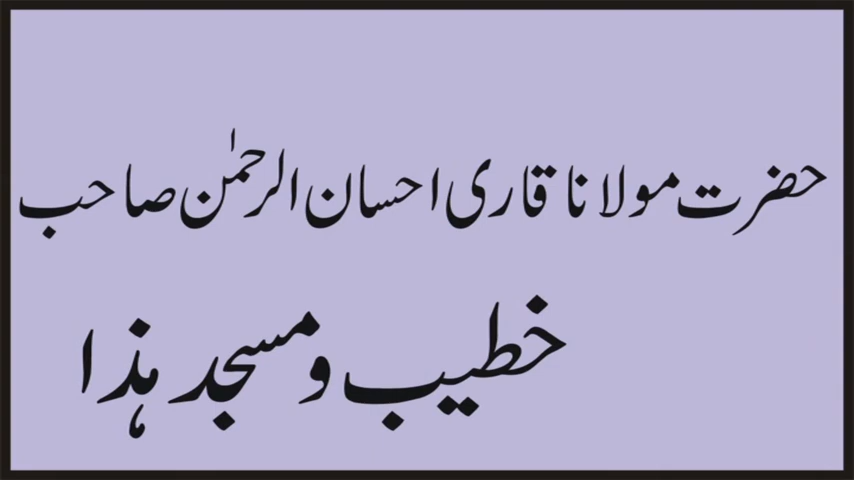 حضرت مولانا قاری احسان الرحمٰن صاحب
خطیب و مسجد ہذا